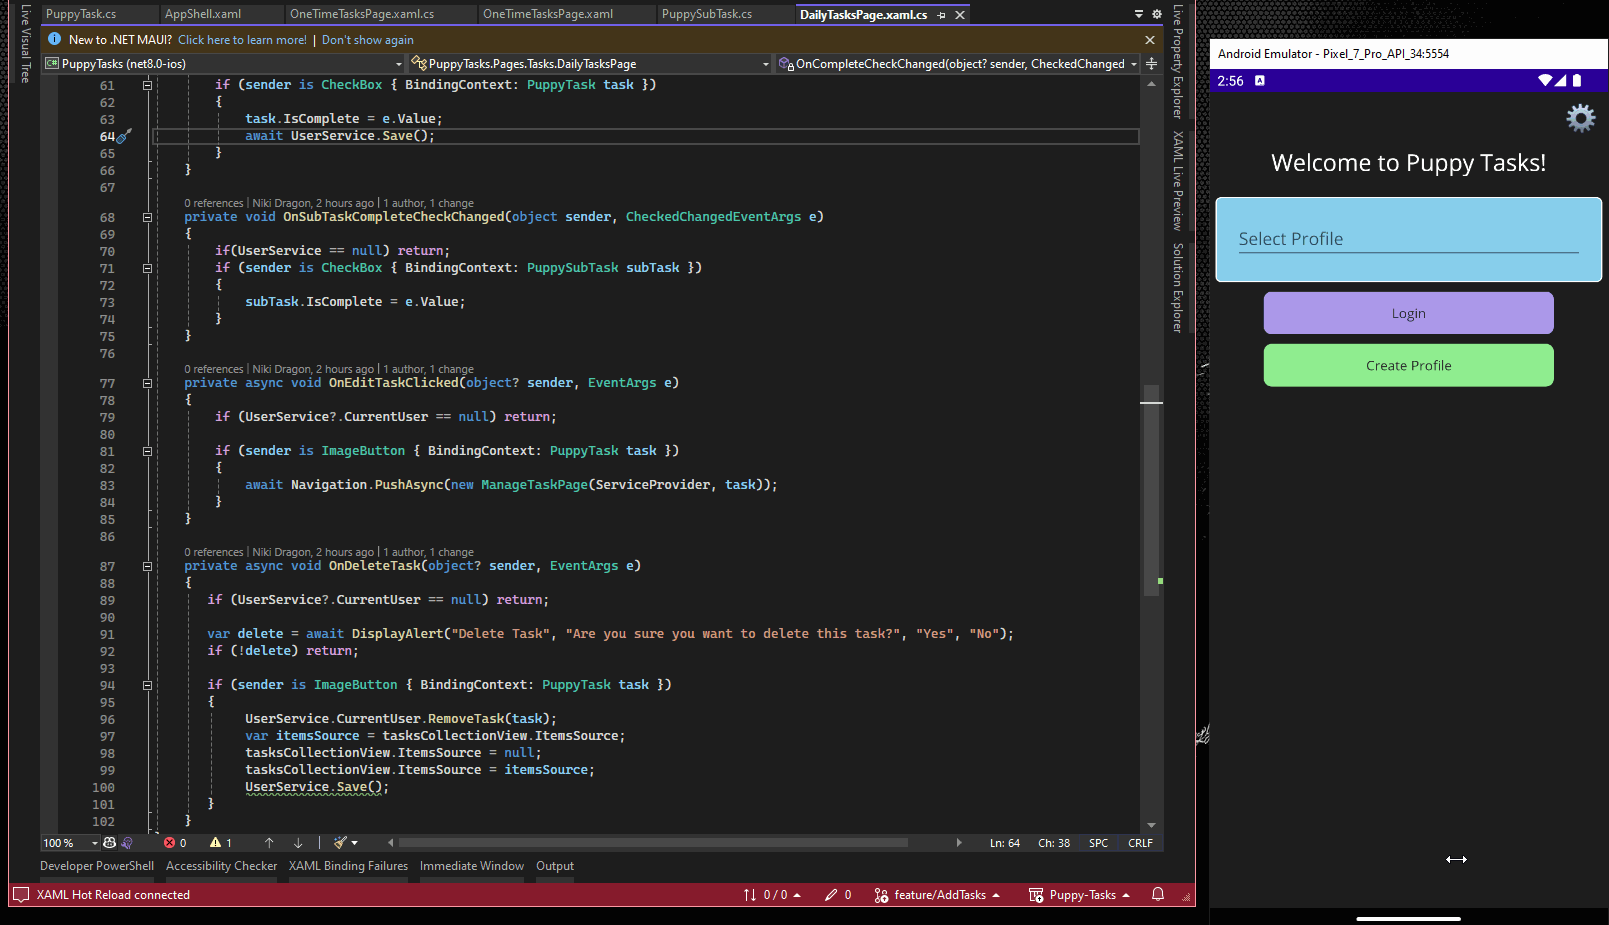 Live Visual Tree
PuppyTask.cs
AppShell.xaml
OneTimeTasksPage.xaml.cs
OneTimeTasksPage.xaml
PuppySubTask.cs
DailyTasksPage.xaml.cs
New to .NET MAUI? Click here to learn more! | Don't show again
C# PuppyTasks (net8.0-ios)
PuppyTasks.Pages.Tasks.DailyTasksPage
OnCompleteCheckChanged(object? sender, CheckedChanged
61 if (sender is CheckBox { BindingContext: PuppyTask task })
62 {
63 task.IsComplete = e.Value;
64 await UserService.Save();
65 }
66 }
67
0 references | Niki Dragon, 2 hours ago | 1 author, 1 change
68 private void OnSubTaskCompleteCheckChanged(object sender, CheckedChangedEventArgs e)
69 {
70 if(UserService == null) return;
71 if (sender is CheckBox { BindingContext: PuppySubTask subTask })
72 {
73 subTask.IsComplete = e.Value;
74 }
75 }
76
0 references | Niki Dragon, 2 hours ago | 1 author, 1 change
77 private async void OnEditTaskClicked(object? sender, EventArgs e)
78 {
79 if (UserService?.CurrentUser == null) return;
80
81 if (sender is ImageButton { BindingContext: PuppyTask task })
82 {
83 await Navigation.PushAsync(new ManageTaskPage(ServiceProvider, task));
84 }
85 }
86
0 references | Niki Dragon, 2 hours ago | 1 author, 1 change
87 private async void OnDeleteTask(object? sender, EventArgs e)
88 {
89 if (UserService?.CurrentUser == null) return;
90
91 var delete = await DisplayAlert("Delete Task", "Are you sure you want to delete this task?", "Yes", "No");
92 if (!delete) return;
93
94 if (sender is ImageButton { BindingContext: PuppyTask task })
95 {
96 UserService.CurrentUser.RemoveTask(task);
97 var itemsSource = tasksCollectionView.ItemsSource;
98 tasksCollectionView.ItemsSource = null;
99 tasksCollectionView.ItemsSource = itemsSource;
100 UserService.Save();
101 }
102 }
100 %
0
1
Ln: 64 Ch: 38 SPC CRLF
Developer PowerShell Accessibility Checker XAML Binding Failures Immediate Window Output
XAML Hot Reload connected
0 / 0
0
feature/AddTasks
Puppy-Tasks
Live Property Explorer
XAML Live Preview
Solution Explorer
Android Emulator - Pixel_7_Pro_API_34:5554
2:56 A
Welcome to Puppy Tasks!
Select Profile
Login
Create Profile